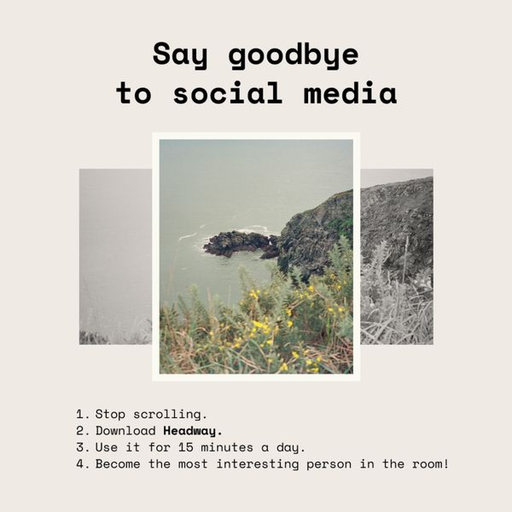 Say goodbye
to social media
1. Stop scrolling.
2. Download Headway.
3. Use it for 15 minutes a day.
4. Become the most interesting person in the room!